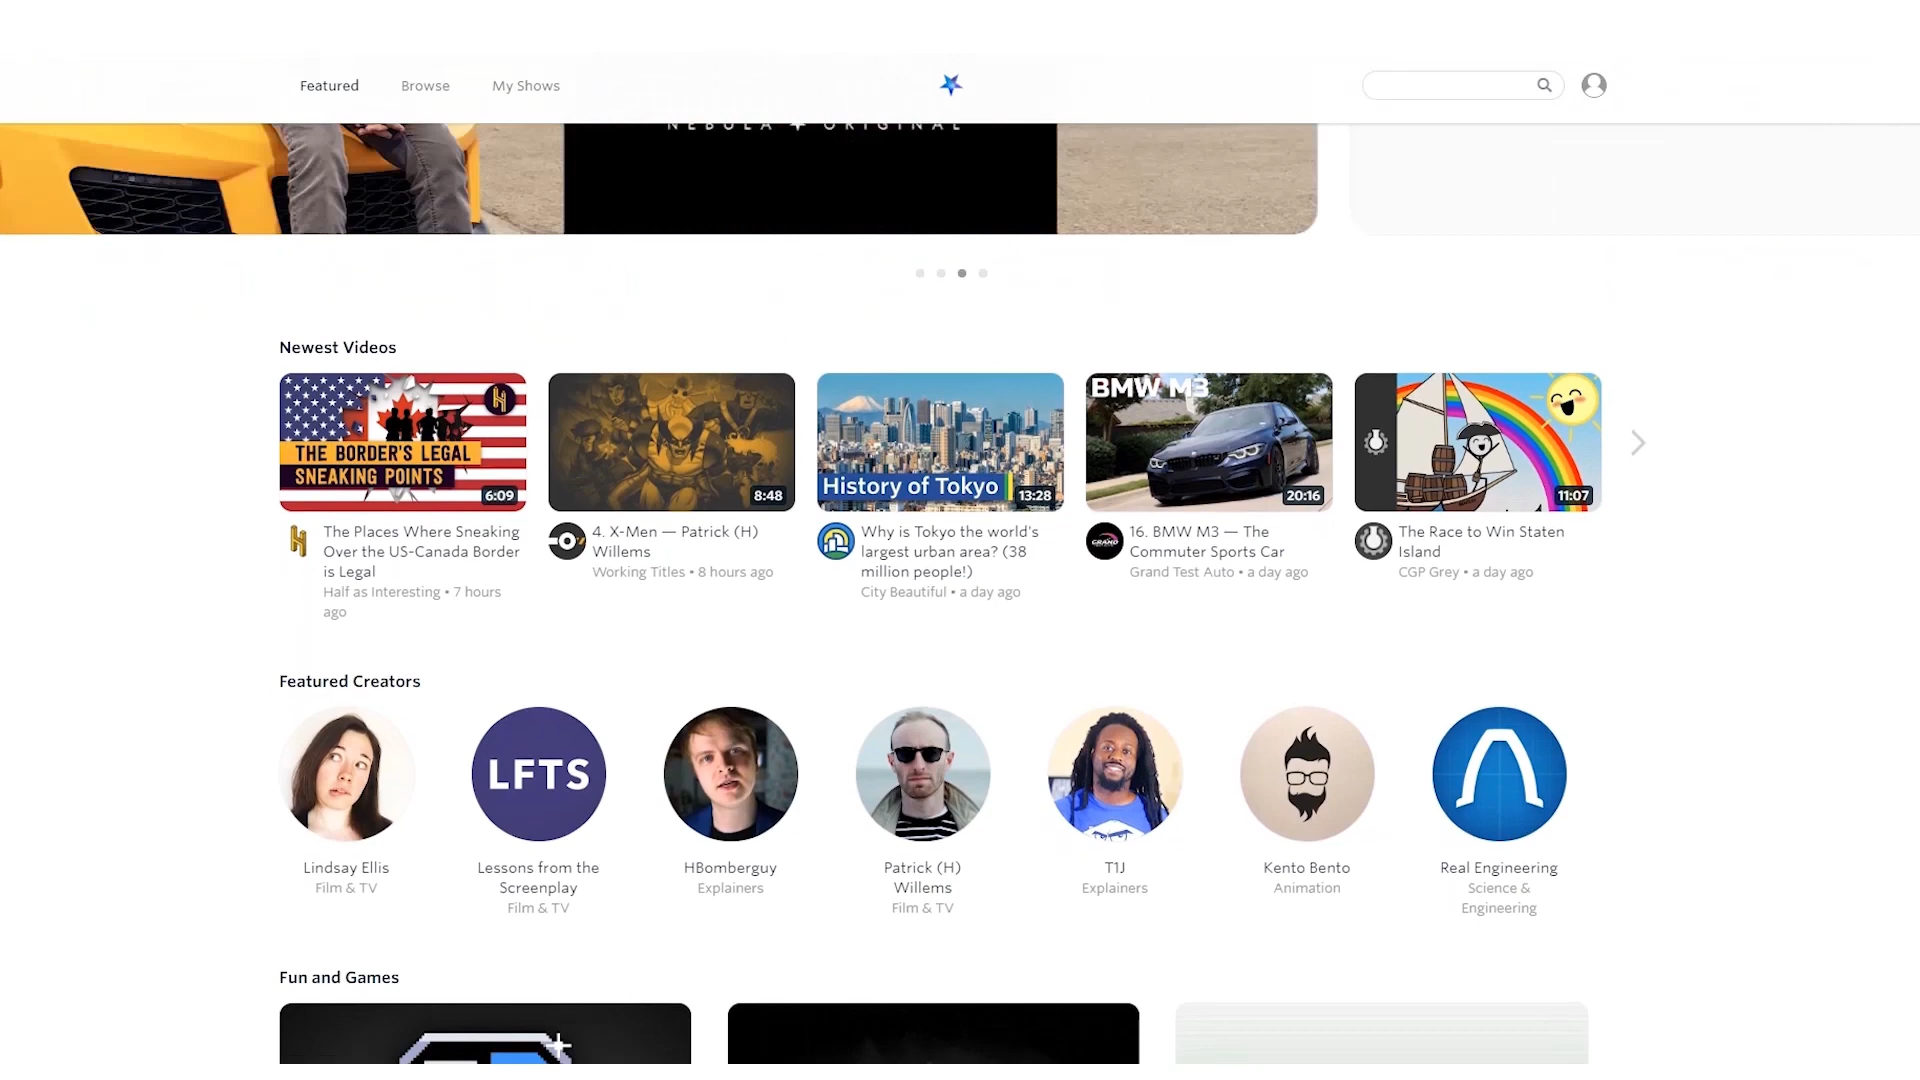 Featured
Browse
My Shows
NEBULA ORIGINAL
Newest Videos
THE BORDER'S LEGAL
SNEAKING POINTS
6:09
8:48
History of Tokyo
13:28
BMW M3
20:16
11:07
The Places Where Sneaking
Over the US-Canada Border
is Legal
Half as Interesting • 7 hours
ago
4. X-Men — Patrick (H)
Willems
Working Titles • 8 hours ago
Why is Tokyo the world's
largest urban area? (38
million people!)
City Beautiful • a day ago
GRAND
16. BMW M3 — The
Commuter Sports Car
Grand Test Auto • a day ago
The Race to Win Staten
Island
CGP Grey • a day ago
Featured Creators
LFTS
Lindsay Ellis
Film & TV
Lessons from the
Screenplay
Film & TV
HBomberguy
Explainers
Patrick (H)
Willems
Film & TV
T1J
Explainers
Kento Bento
Animation
Real Engineering
Science &
Engineering
Fun and Games